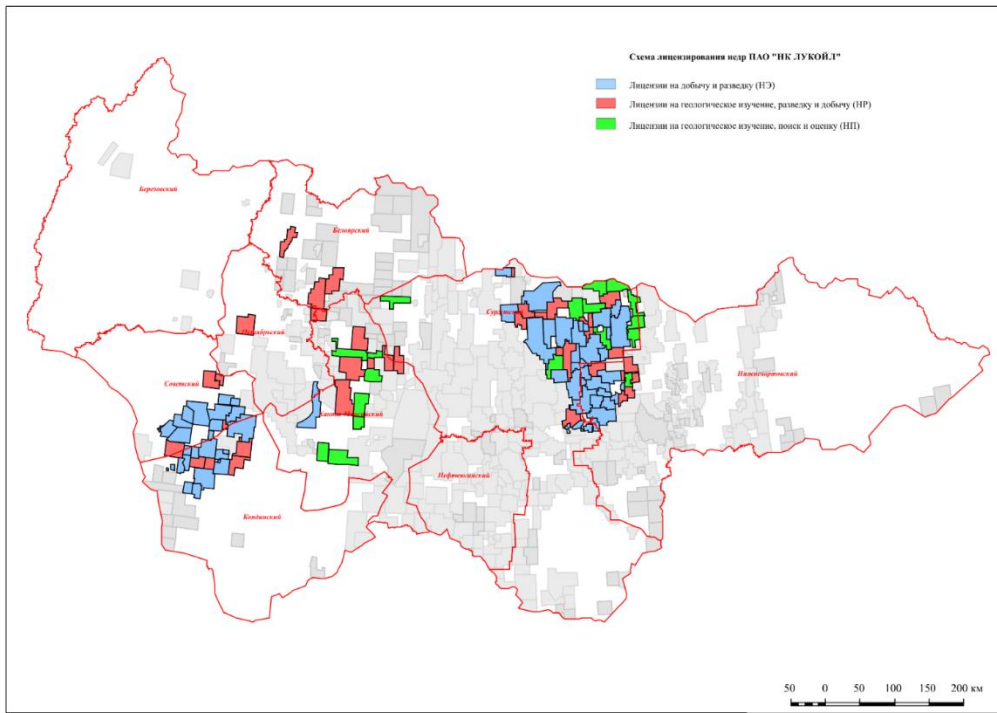 Схема лицензирования недр ПАО "НК ЛУКОЙЛ"
Лицензии на добычу и разведку (НЭ)
Лицензии на геологическое изучение, разведку и добычу (НР)
Лицензии на геологическое изучение, поиск и оценку (НП)
Березовский
Белоярский
Октябрьский
Советский
Нижневартовский
Ханты-Мансийский
Нефтеюганский
Кондинский
50 0 50 100 150 200 км